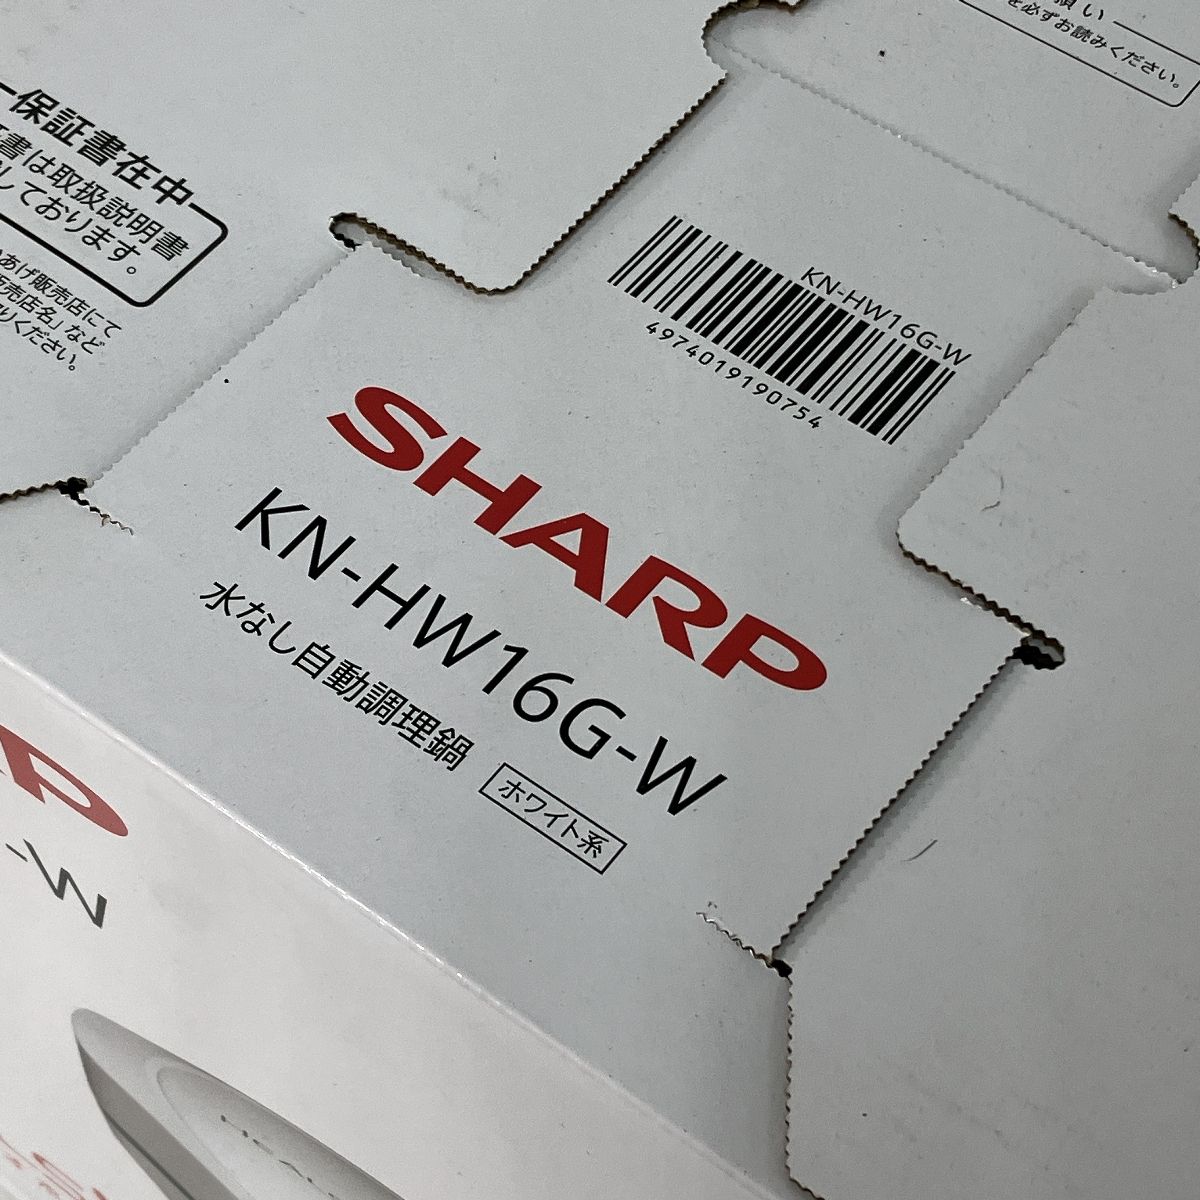 保証書在中
書は取扱説明書
しております。
あげ販売店にて
販売店名」など
ください。
を必ずお読みください。
KN-HW16G-W
4974019190754
SHARP
KN-HW16G-W
水なし自動調理鍋
ホワイト系